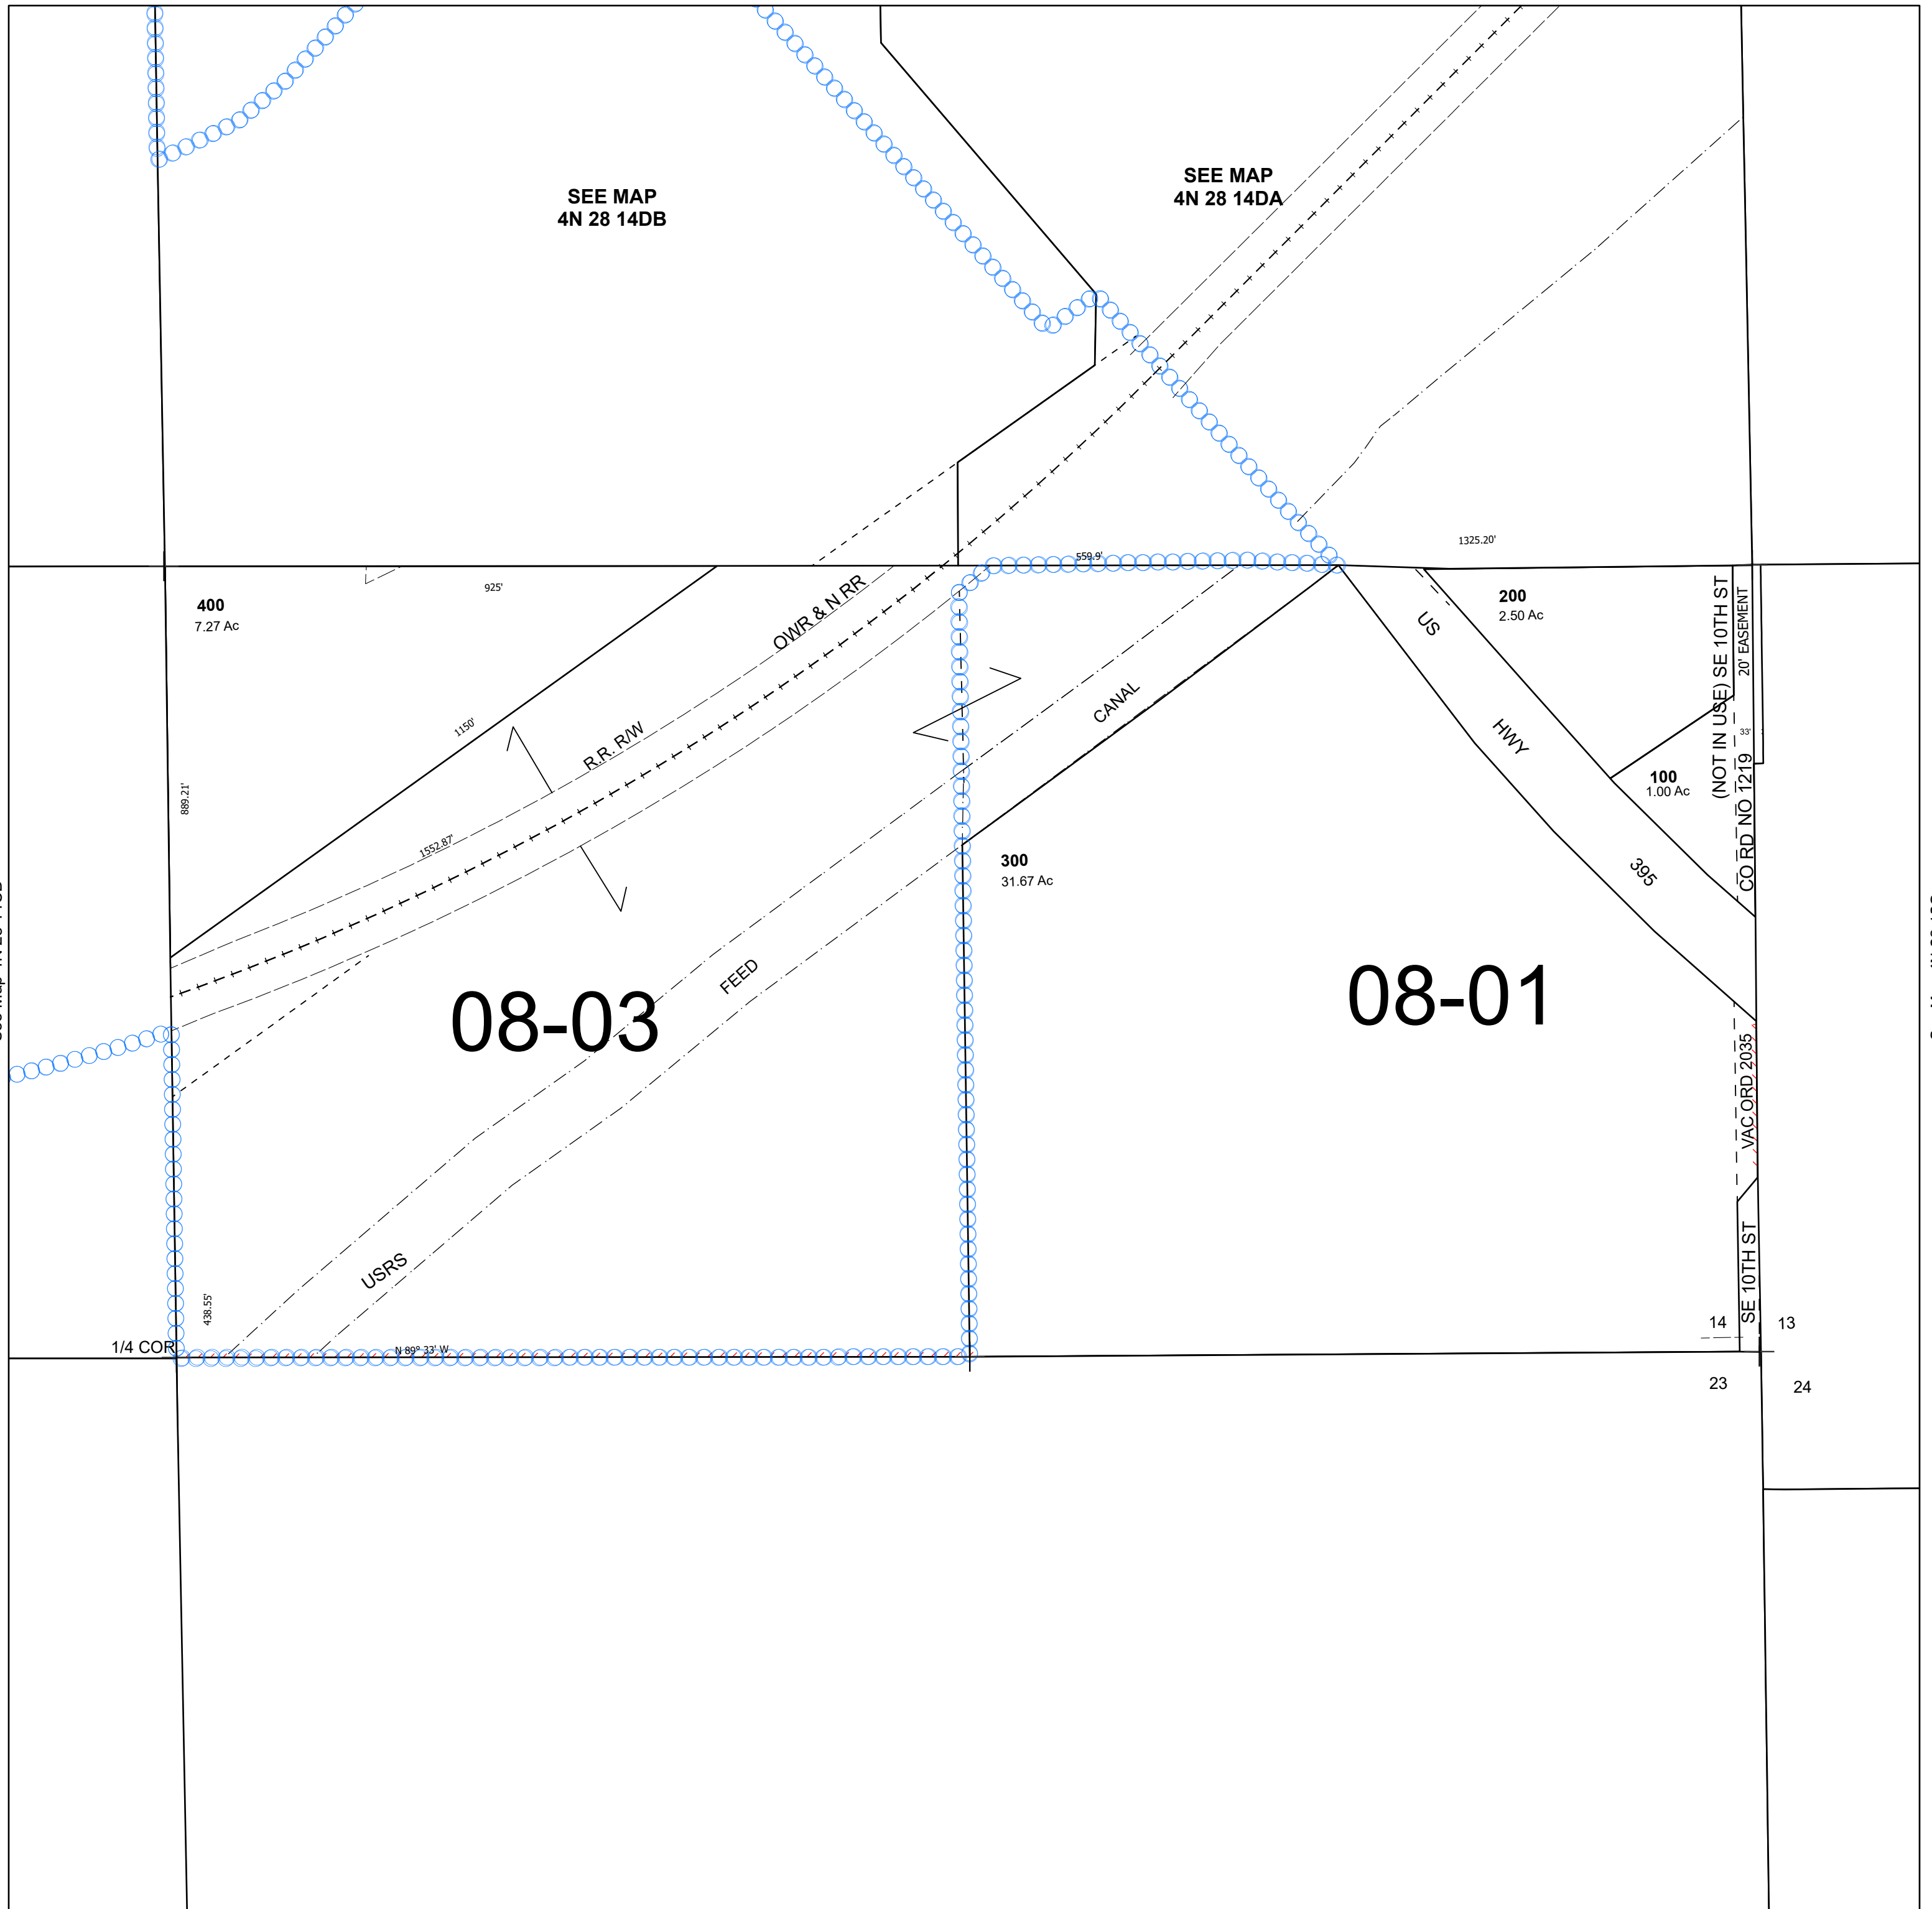 SEE MAP
4N 28 14DB
SEE MAP
4N 28 14DA
1325.20'
559.9'
925'
400
7.27 Ac
OWR & N RR
US
200
2.50 Ac
(NOT IN USE) SE 10TH ST
20' EASEMENT
33'
CANAL
1150'
R.R. R/W
HWY
100
1.00 Ac
CO RD NO 1219
889.21'
1552.87'
300
31.67 Ac
395
FEED
08-03
08-01
VAC ORD 2035
USRS
438.55'
SE 10TH ST
1/4 COR
N 89° 33' W
14
13
23
24